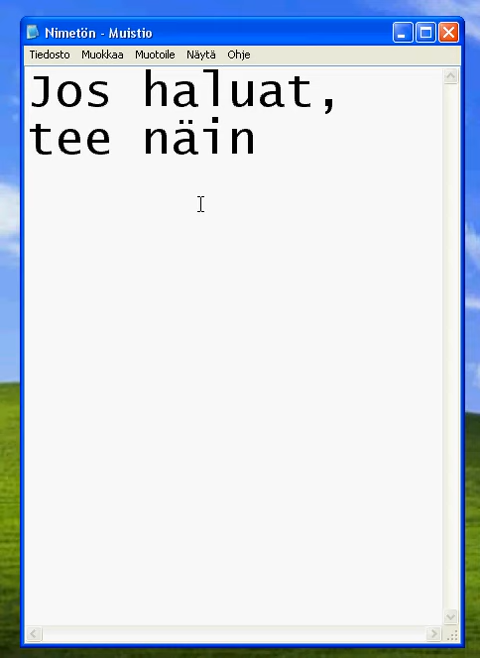 Nimetön - Muistio
Tiedosto Muokkaa Muotoile Näytä Ohje
Jos haluat,
tee näin